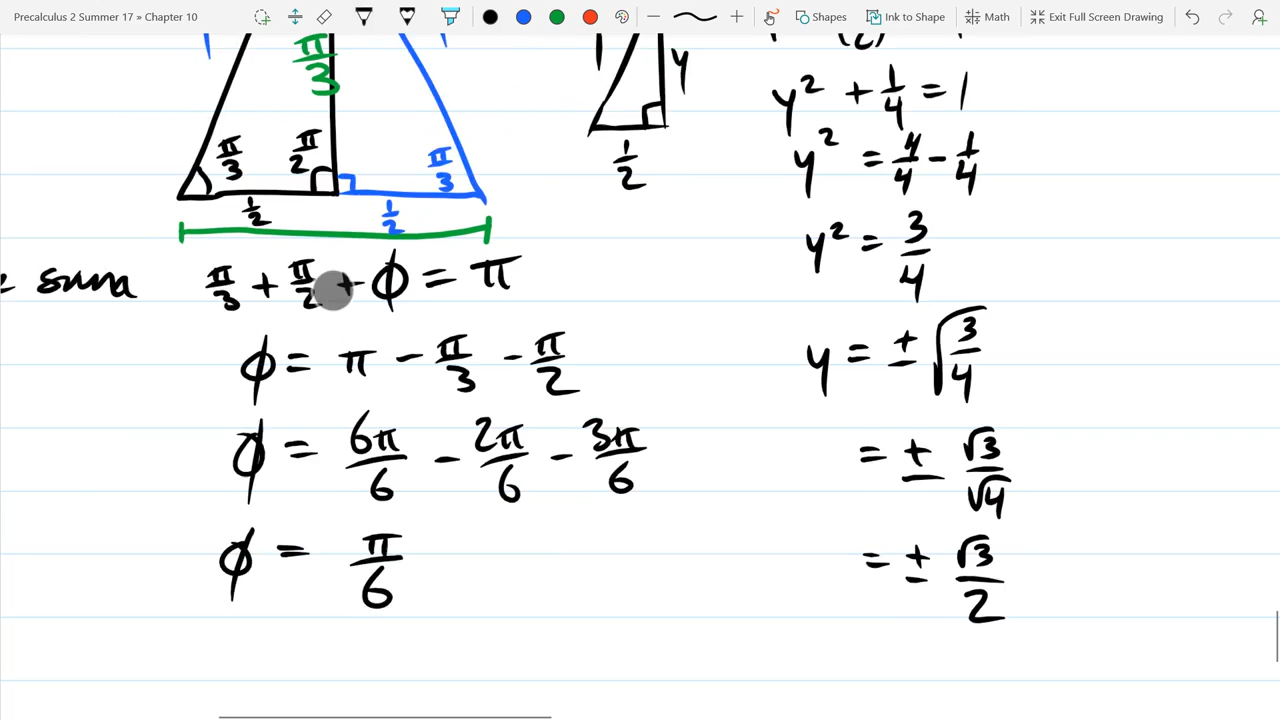 Precalculus 2 Summer 17 » Chapter 10
Shapes
Ink to Shape
Math
Exit Full Screen Drawing
π/3
π/3
π/2
π/3
1/2
1/2
sum
π/3 + π/2 + ϕ = π
ϕ = π - π/3 - π/2
ϕ = 6π/6 - 2π/6 - 3π/6
ϕ = π/6
1
y
1/2
y² + 1/4 = 1
y² = 4/4 - 1/4
y² = 3/4
y = ± √(3/4)
= ± √3/√4
= ± √3/2